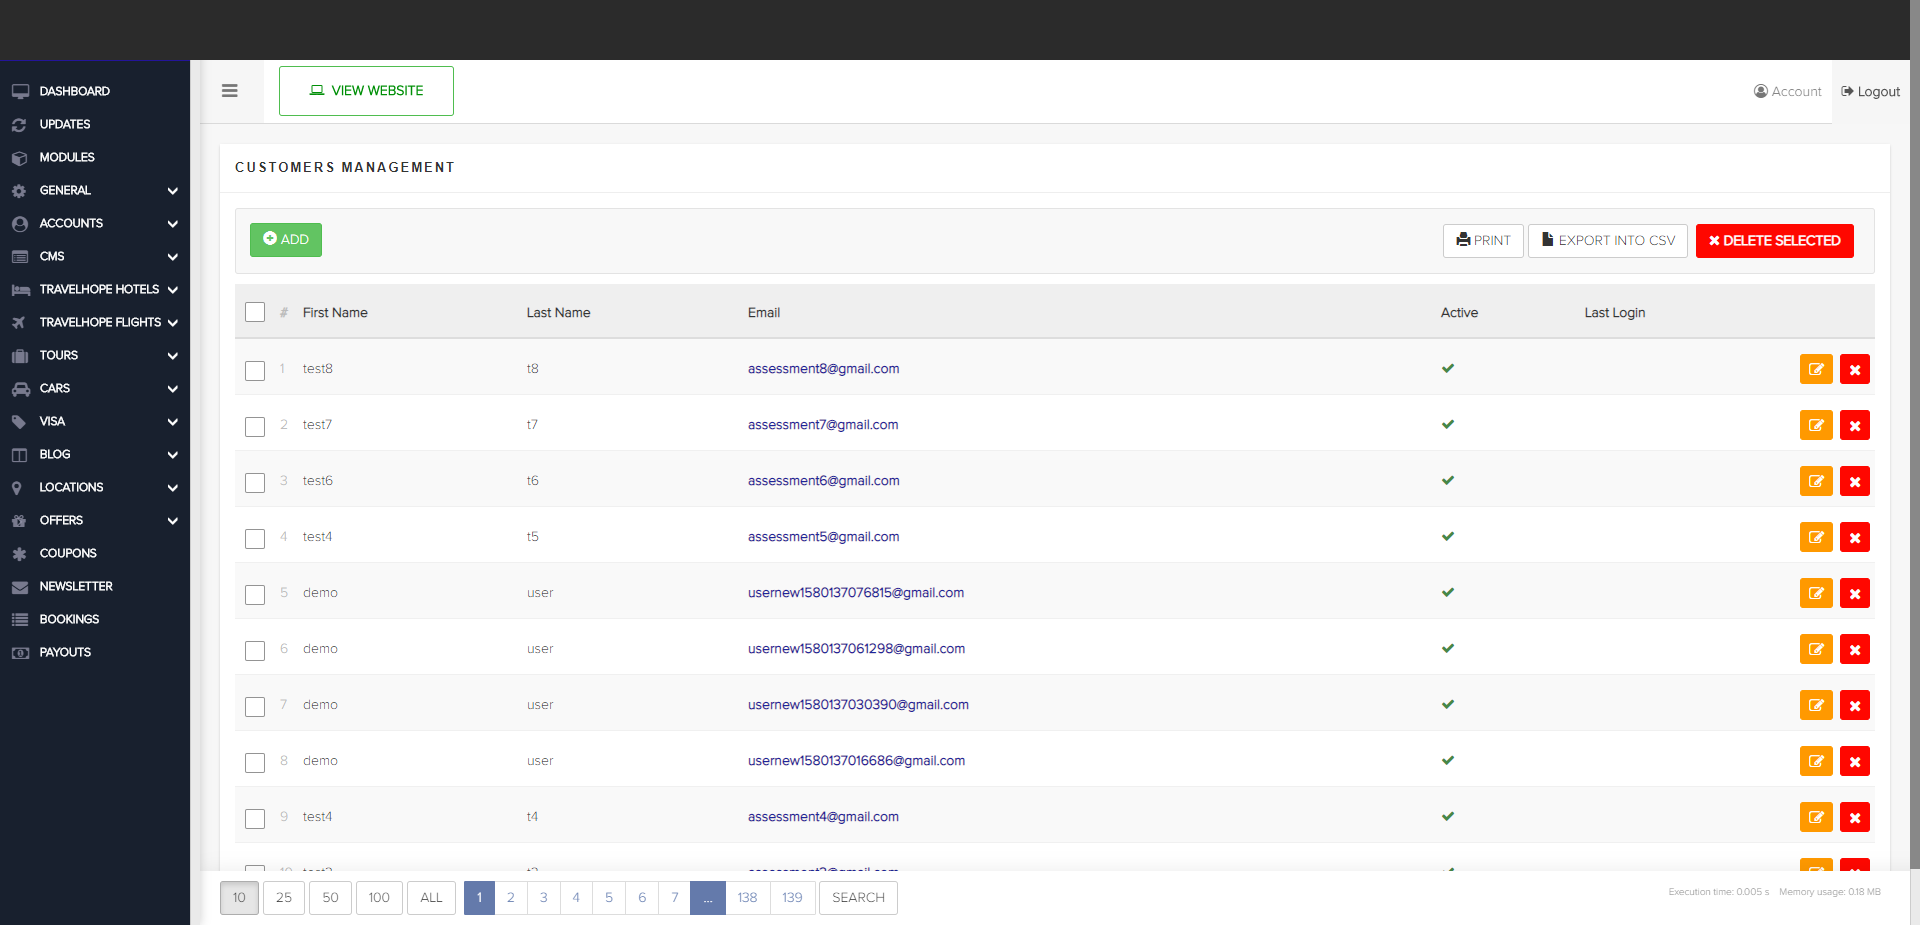 VIEW WEBSITE
Account
Logout
DASHBOARD
UPDATES
MODULES
GENERAL
ACCOUNTS
CMS
TRAVELHOPE HOTELS
TRAVELHOPE FLIGHTS
TOURS
CARS
VISA
BLOG
LOCATIONS
OFFERS
COUPONS
NEWSLETTER
BOOKINGS
PAYOUTS
CUSTOMERS MANAGEMENT
ADD
PRINT
EXPORT INTO CSV
DELETE SELECTED
# First Name Last Name Email Active Last Login
1 test8 t8 assessment8@gmail.com
2 test7 t7 assessment7@gmail.com
3 test6 t6 assessment6@gmail.com
4 test4 t5 assessment5@gmail.com
5 demo user usernew1580137076815@gmail.com
6 demo user usernew1580137061298@gmail.com
7 demo user usernew1580137030390@gmail.com
8 demo user usernew1580137016686@gmail.com
9 test4 t4 assessment4@gmail.com
10 25 50 100 ALL 1 2 3 4 5 6 7 ... 138 139 SEARCH
Execution time: 0.005 s Memory usage: 0.18 MB